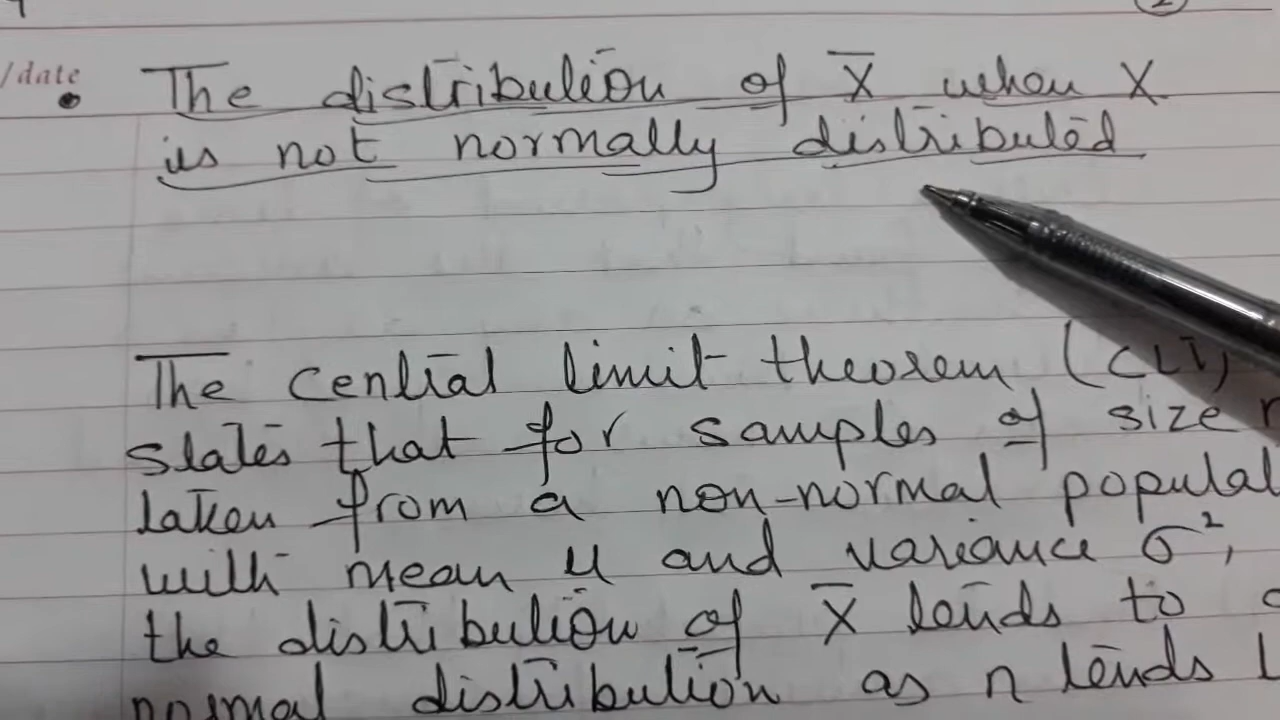 /date
• The distribution of X̄ when X
is not normally distributed
The central limit theorem (CLT)
states that for samples of size n
taken from a non-normal populat
with mean μ and variance σ²,
the distribution of X̄ tends to a
normal distribution as n tends t